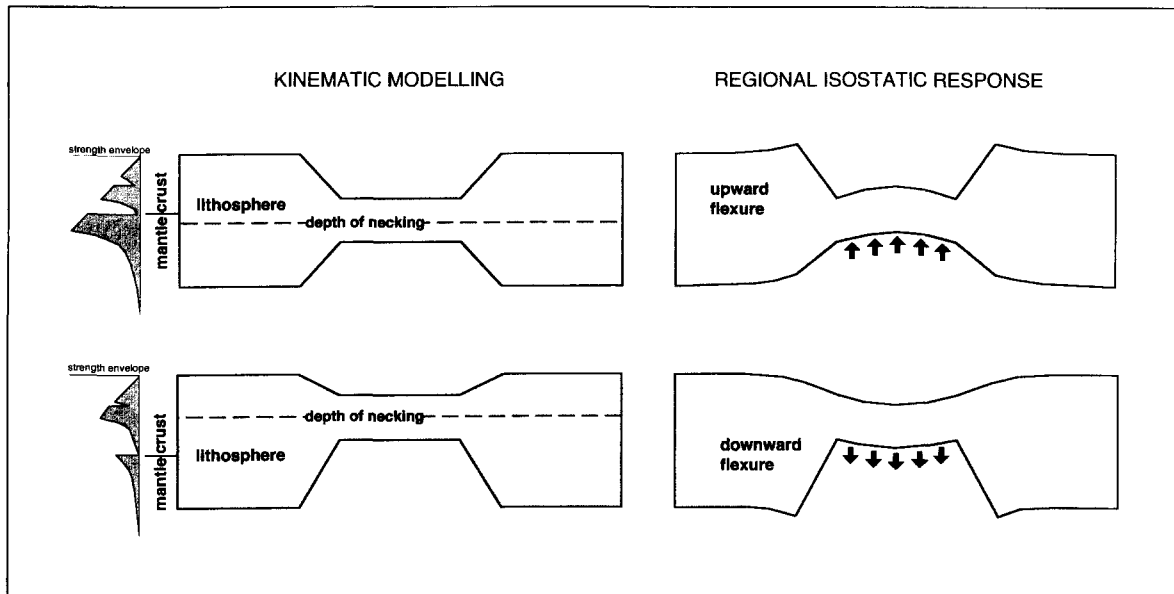 KINEMATIC MODELLING
REGIONAL ISOSTATIC RESPONSE
strength envelope
mantle crust
lithosphere
depth of necking
upward
flexure
strength envelope
mantle crust
depth of necking
lithosphere
downward
flexure